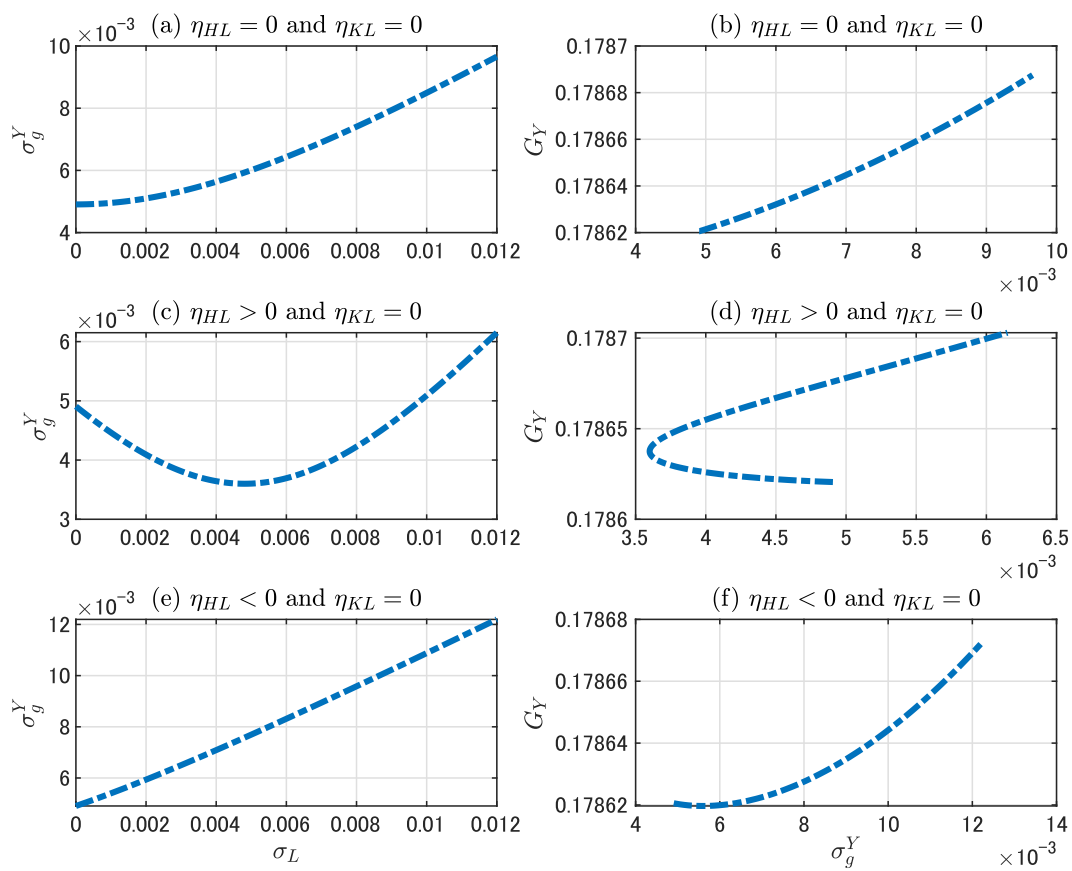 ×10⁻³ (a) η_HL = 0 and η_KL = 0
10
8
6
4
σ_g^Y
0 0.002 0.004 0.006 0.008 0.01 0.012
(b) η_HL = 0 and η_KL = 0
0.1787
0.17868
0.17866
0.17864
0.17862
G_Y
4 5 6 7 8 9 10
×10⁻³
×10⁻³ (c) η_HL > 0 and η_KL = 0
6
5
4
3
σ_g^Y
0 0.002 0.004 0.006 0.008 0.01 0.012
(d) η_HL > 0 and η_KL = 0
0.1787
0.17865
0.1786
G_Y
3.5 4 4.5 5 5.5 6 6.5
×10⁻³
×10⁻³ (e) η_HL < 0 and η_KL = 0
12
10
8
6
σ_g^Y
0 0.002 0.004 0.006 0.008 0.01 0.012
σ_L
(f) η_HL < 0 and η_KL = 0
0.17868
0.17866
0.17864
0.17862
G_Y
4 6 8 10 12 14
σ_g^Y
×10⁻³